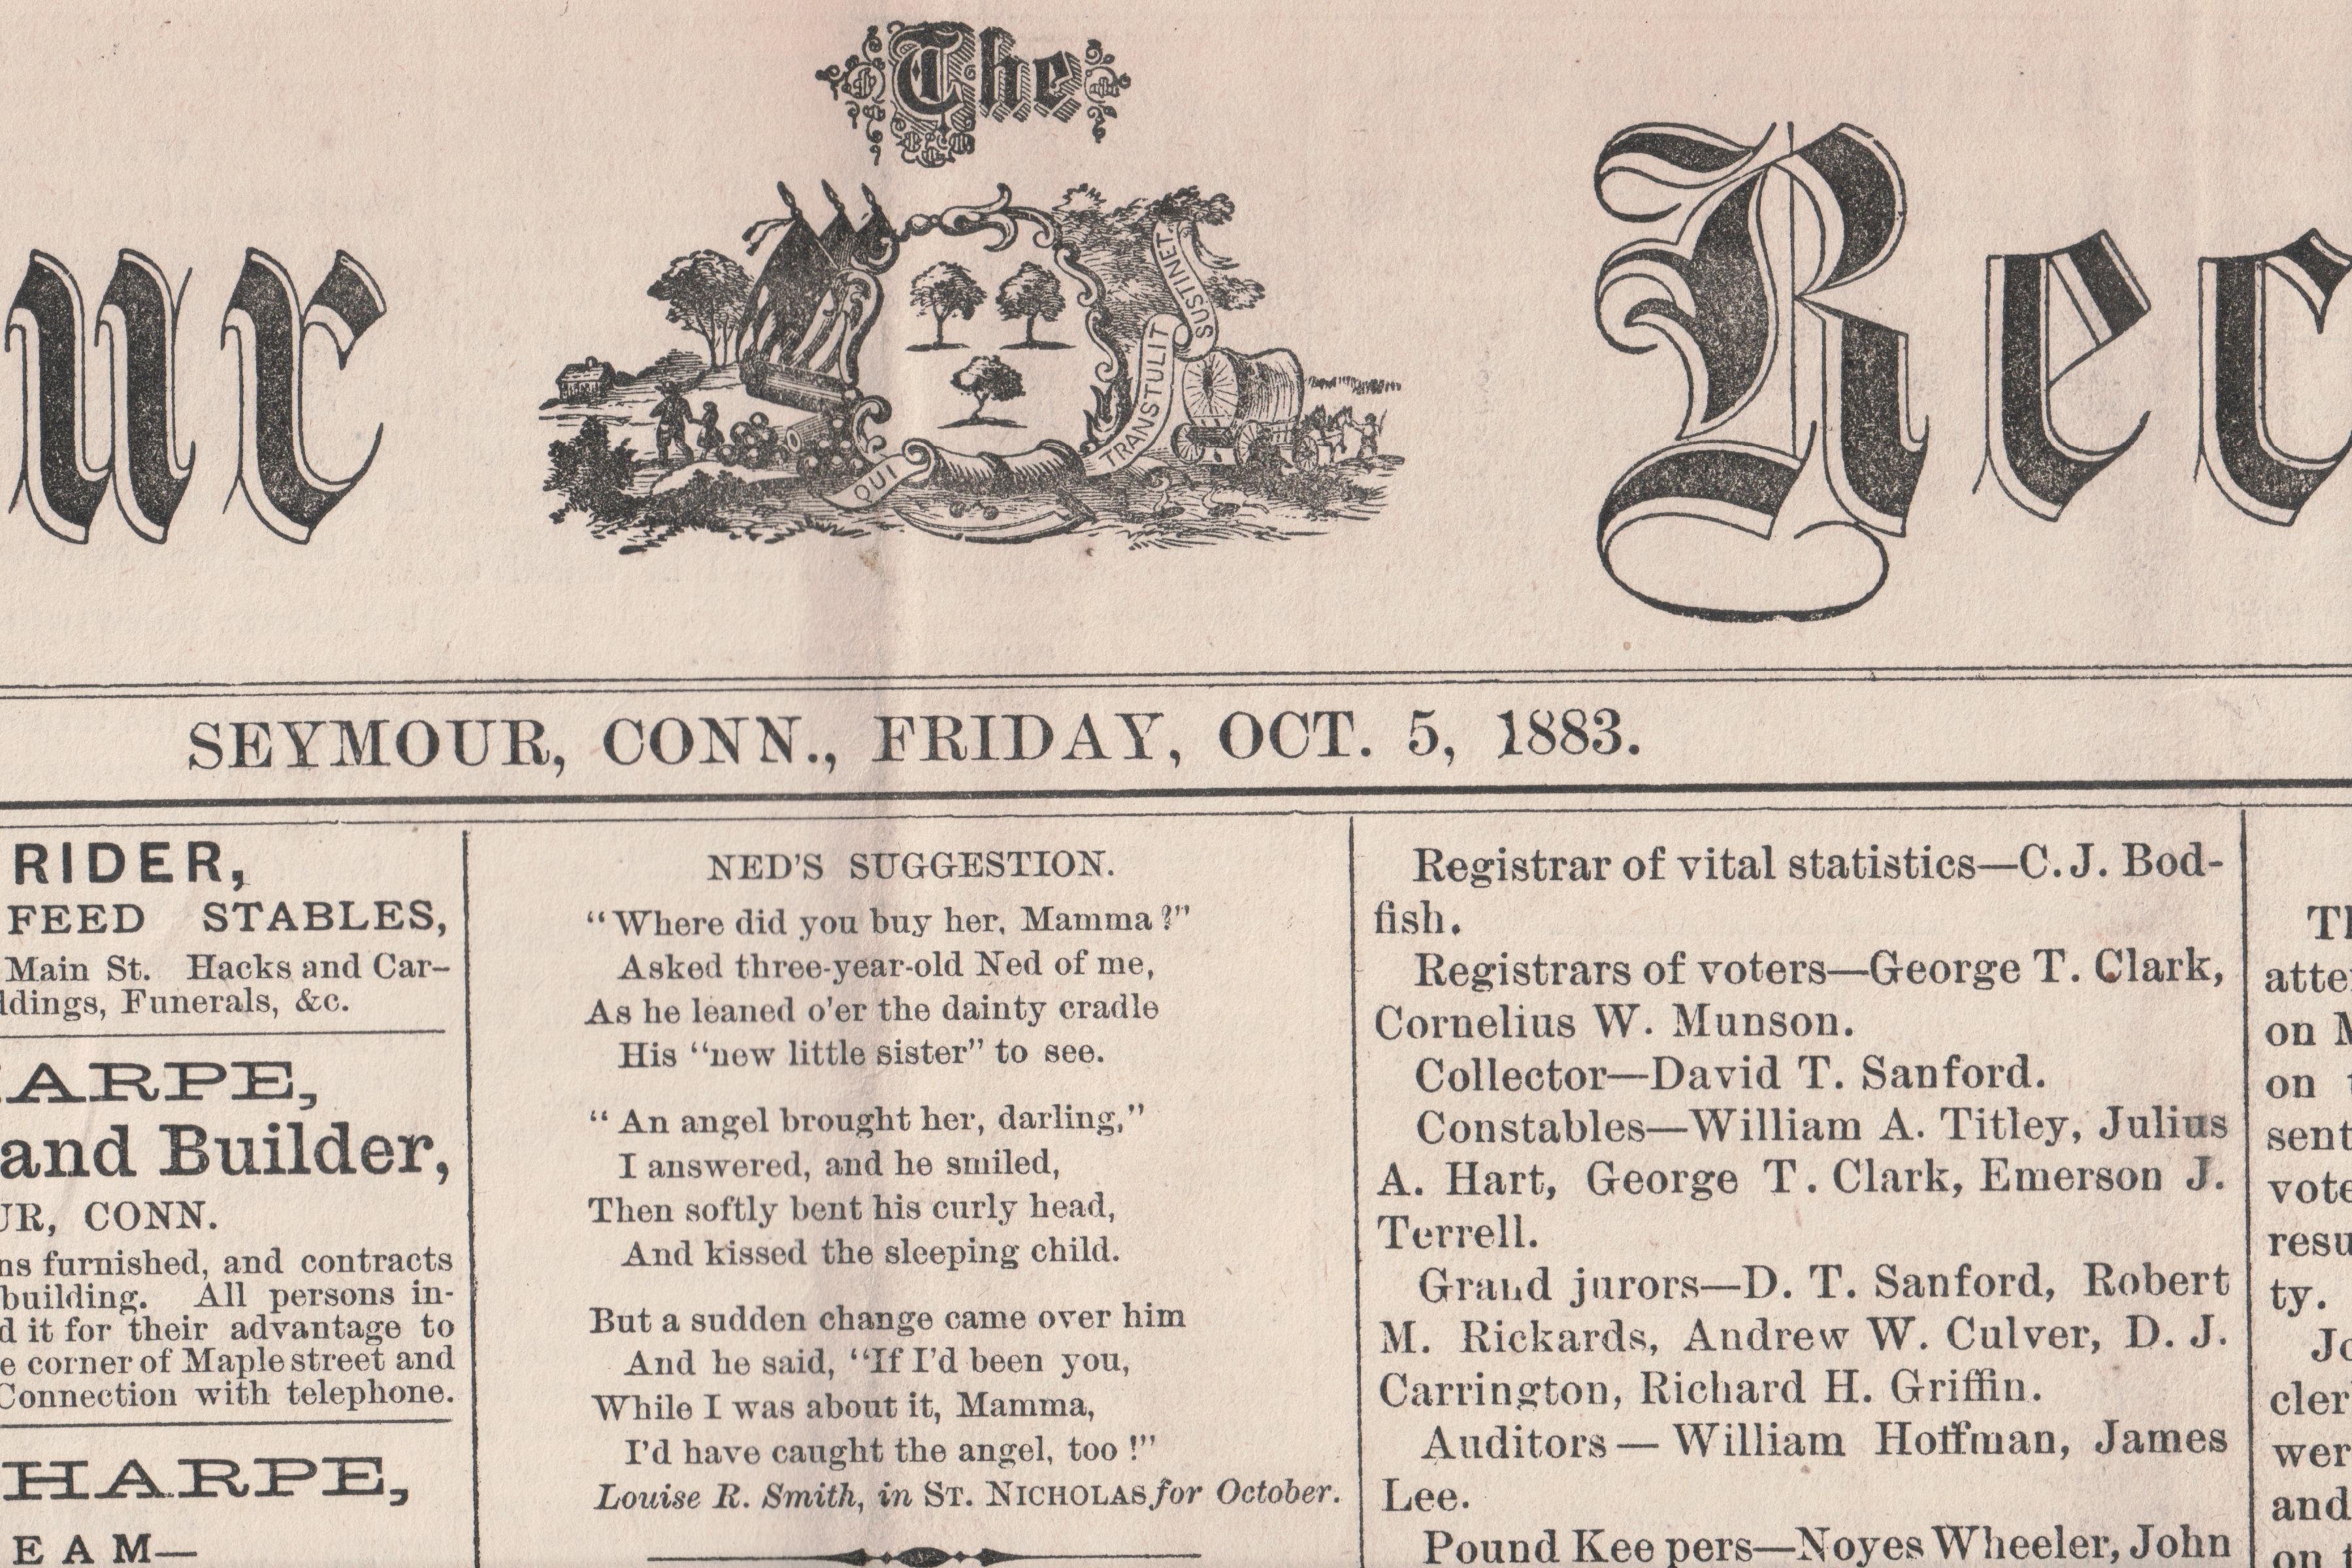 The
ur
Rec
SUSTINET
TRANSTULIT
QUI
SEYMOUR, CONN., FRIDAY, OCT. 5, 1883.
RIDER,
FEED STABLES,
Main St. Hacks and Car-
ldings, Funerals, &c.
ARPE,
and Builder,
UR, CONN.
ns furnished, and contracts
building. All persons in-
d it for their advantage to
e corner of Maple street and
Connection with telephone.
HARPE,
EAM—
NED'S SUGGESTION.
"Where did you buy her, Mamma?"
Asked three-year-old Ned of me,
As he leaned o'er the dainty cradle
His "new little sister" to see.
"An angel brought her, darling,"
I answered, and he smiled,
Then softly bent his curly head,
And kissed the sleeping child.
But a sudden change came over him
And he said, "If I'd been you,
While I was about it, Mamma,
I'd have caught the angel, too!"
Louise R. Smith, in ST. NICHOLAS for October.
Registrar of vital statistics—C. J. Bod-
fish.
Registrars of voters—George T. Clark,
Cornelius W. Munson.
Collector—David T. Sanford.
Constables—William A. Titley, Julius
A. Hart, George T. Clark, Emerson J.
Terrell.
Grand jurors—D. T. Sanford, Robert
M. Rickards, Andrew W. Culver, D. J.
Carrington, Richard H. Griffin.
Auditors—William Hoffman, James
Lee.
Pound Keepers—Noyes Wheeler, John
Th
atte
on M
on t
sent
vote
resu
ty.
Jo
cler
wer
and
on